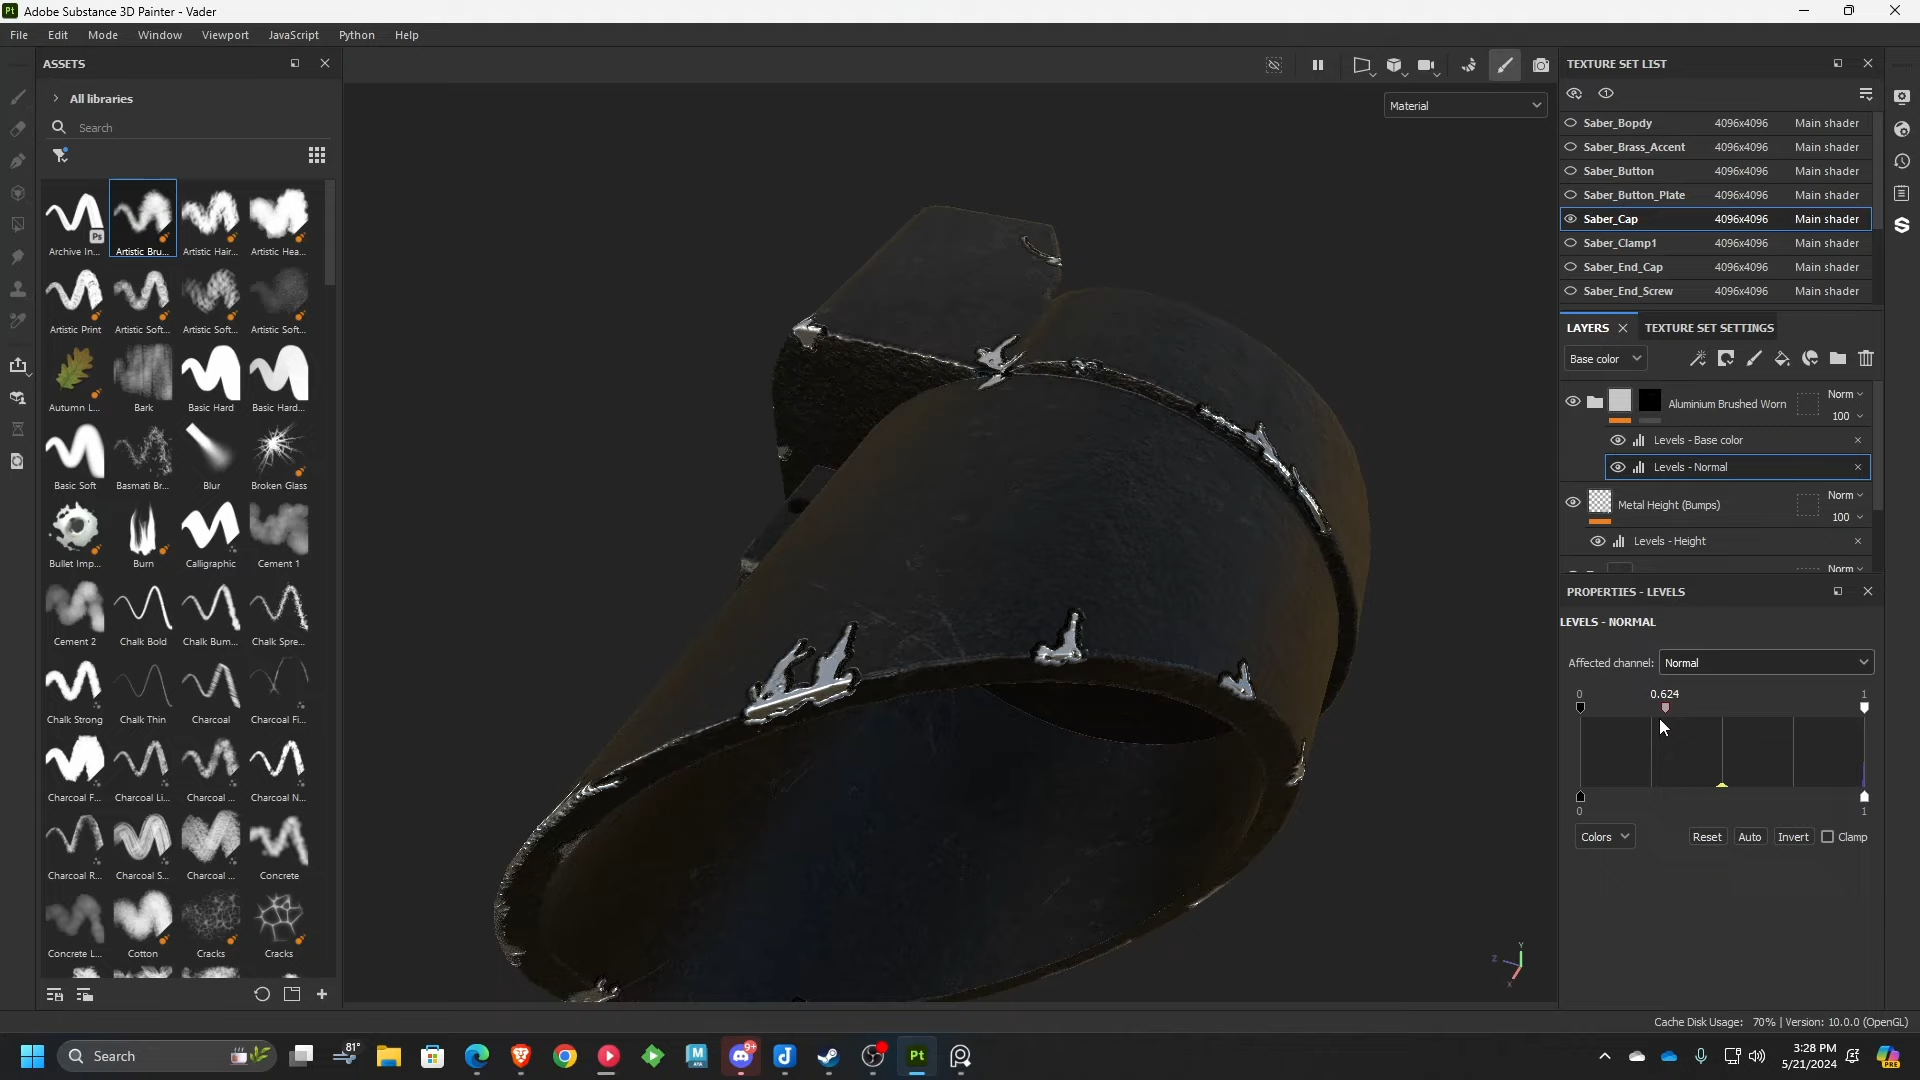 Pt Adobe Substance 3D Painter - Vader
File Edit Mode Window Viewport JavaScript Python Help
ASSETS
All libraries
Search
Archive In... Artistic Bru... Artistic Hair... Artistic Hea...
Ps
Artistic Print Artistic Soft... Artistic Soft... Artistic Soft...
Autumn L... Bark Basic Hard Basic Hard...
Basic Soft Basmati Br... Blur Broken Glass
Bullet Imp... Burn Calligraphic Cement 1
Cement 2 Chalk Bold Chalk Bum... Chalk Spre...
Chalk Strong Chalk Thin Charcoal Charcoal Fi...
Charcoal F... Charcoal Li... Charcoal ... Charcoal N...
Charcoal R... Charcoal S... Charcoal ... Concrete
Concrete L... Cotton Cracks Cracks
Material
Y
Z
X
TEXTURE SET LIST
Saber_Bopdy 4096x4096 Main shader
Saber_Brass_Accent 4096x4096 Main shader
Saber_Button 4096x4096 Main shader
Saber_Button_Plate 4096x4096 Main shader
Saber_Cap 4096x4096 Main shader
Saber_Clamp1 4096x4096 Main shader
Saber_End_Cap 4096x4096 Main shader
Saber_End_Screw 4096x4096 Main shader
LAYERS TEXTURE SET SETTINGS
Base color
Aluminium Brushed Worn Norm
100
Levels - Base color
Levels - Normal
Metal Height (Bumps) Norm
100
Levels - Height
Norm
PROPERTIES - LEVELS
LEVELS - NORMAL
Affected channel: Normal
0 0.624 1
0 1
Colors Reset Auto Invert Clamp
Cache Disk Usage: 70% | Version: 10.0.0 (OpenGL)
Search 81° 9+ Pt 3:28 PM
5/21/2024
PRE